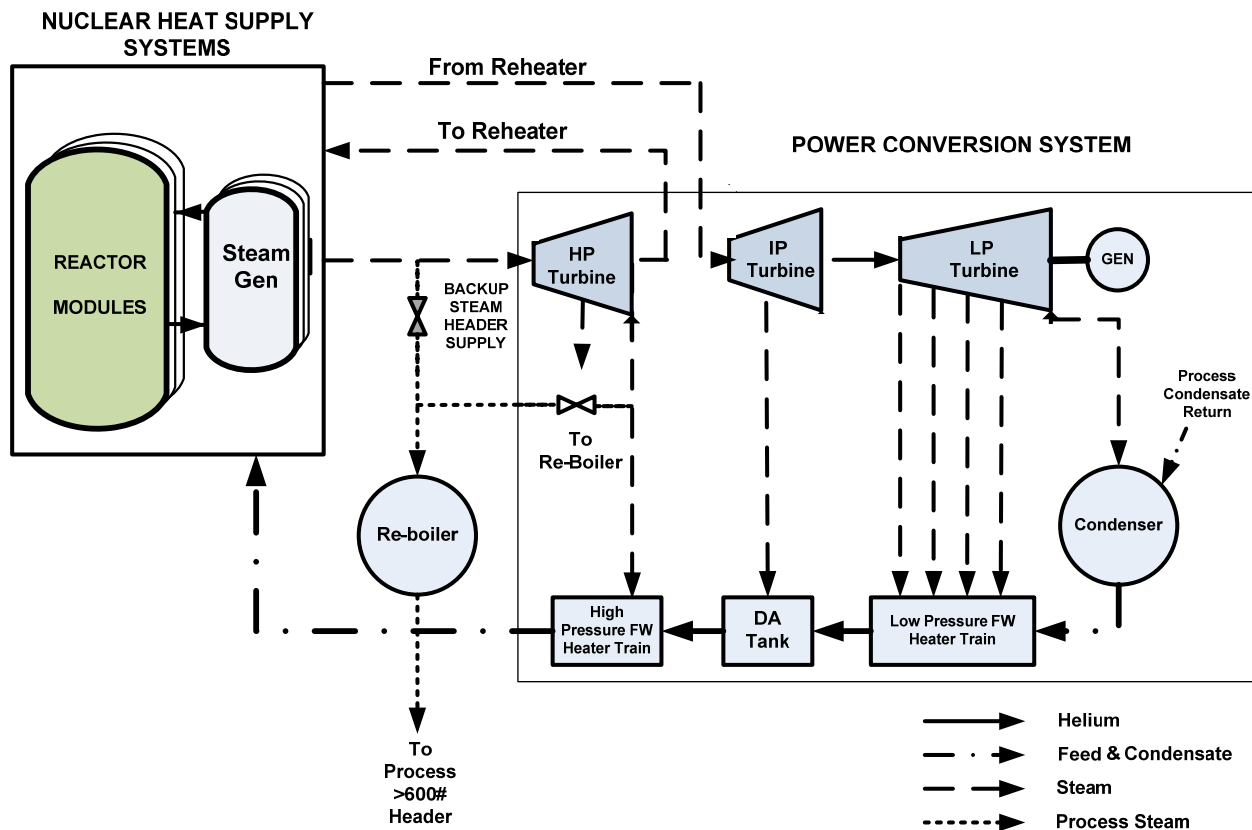 NUCLEAR HEAT SUPPLY
SYSTEMS
From Reheater
To Reheater
POWER CONVERSION SYSTEM
REACTOR
MODULES
Steam
Gen
HP
Turbine
IP
Turbine
LP
Turbine
GEN
BACKUP
STEAM
HEADER
SUPPLY
Process
Condensate
Return
To
Re-Boiler
Re-boiler
Condenser
High
Pressure FW
Heater Train
DA
Tank
Low Pressure FW
Heater Train
To
Process
>600#
Header
Helium
Feed & Condensate
Steam
Process Steam